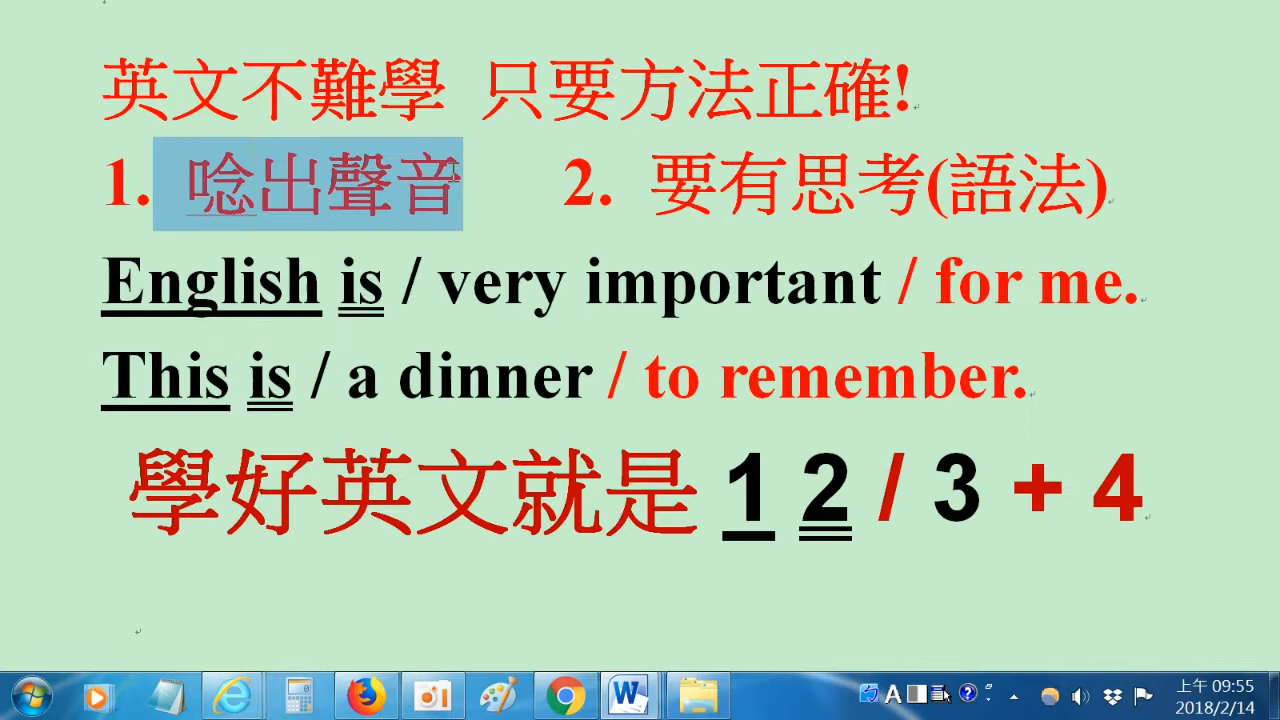 英文不難學 只要方法正確!
1. 唸出聲音 2. 要有思考(語法)
English is / very important / for me.
This is / a dinner / to remember.
學好英文就是 1 2 / 3 + 4
上午 09:55
2018/2/14